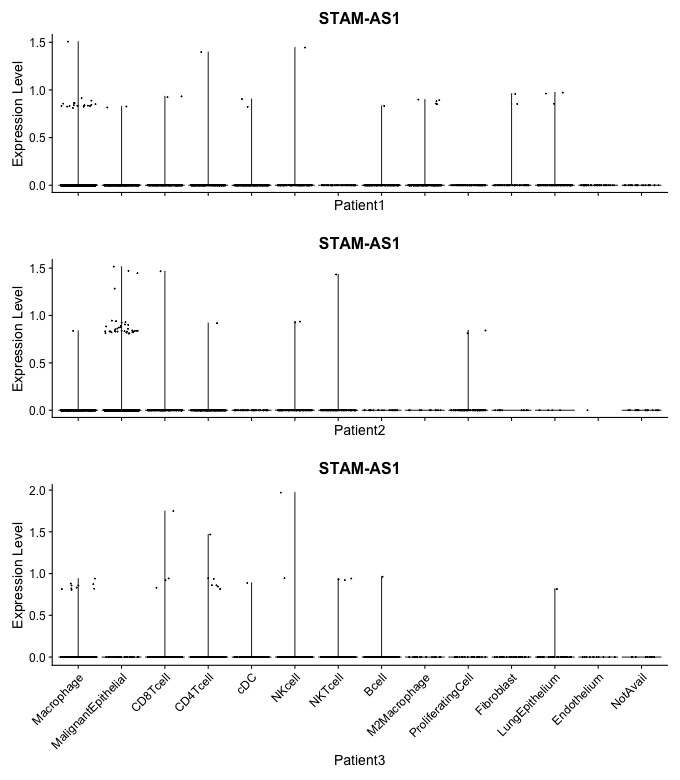 STAM-AS1
Expression Level
1.5
1.0
0.5
0.0
Patient1
STAM-AS1
Expression Level
1.5
1.0
0.5
0.0
Patient2
STAM-AS1
Expression Level
2.0
1.5
1.0
0.5
0.0
Macrophage
MalignantEpithelial
CD8Tcell
CD4Tcell
cDC
NKcell
NKTcell
Bcell
M2Macrophage
ProliferatingCell
Fibroblast
LungEpithelium
Endothelium
NotAvail
Patient3